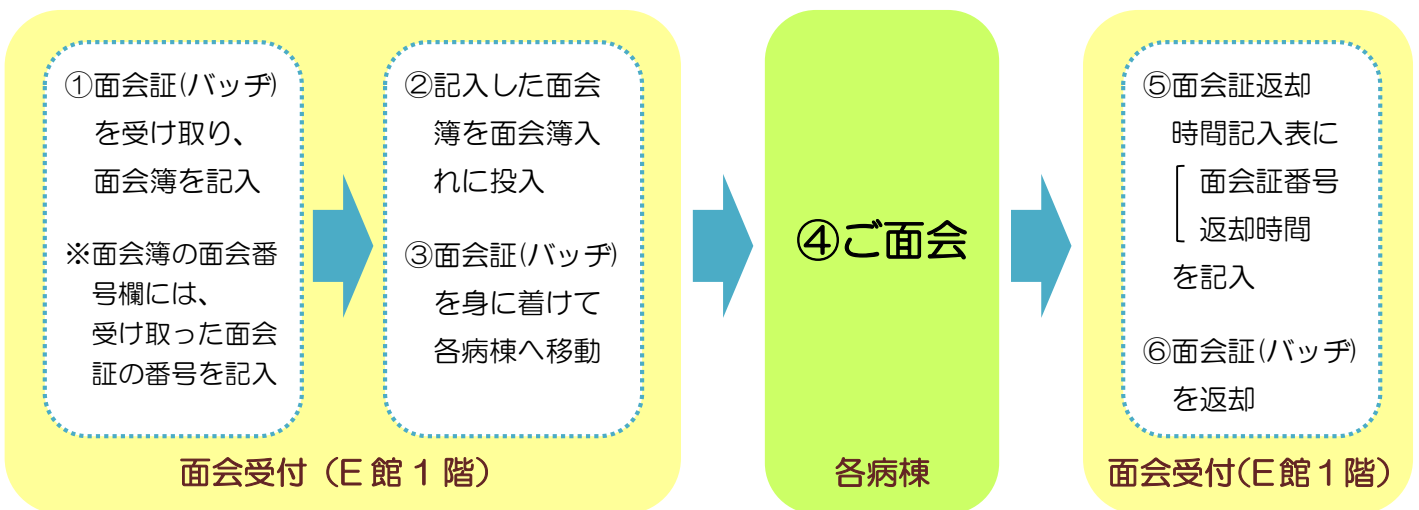 ①面会証(バッヂ)
を受け取り、
面会簿を記入
※面会簿の面会番
号欄には、
受け取った面会
証の番号を記入
②記入した面会
簿を面会簿入
れに投入
③面会証(バッヂ)
を身に着けて
各病棟へ移動
面会受付（E館1階）
④ご面会
各病棟
⑤面会証返却
時間記入表に
面会証番号
返却時間
を記入
⑥面会証(バッヂ)
を返却
面会受付(E館1階)